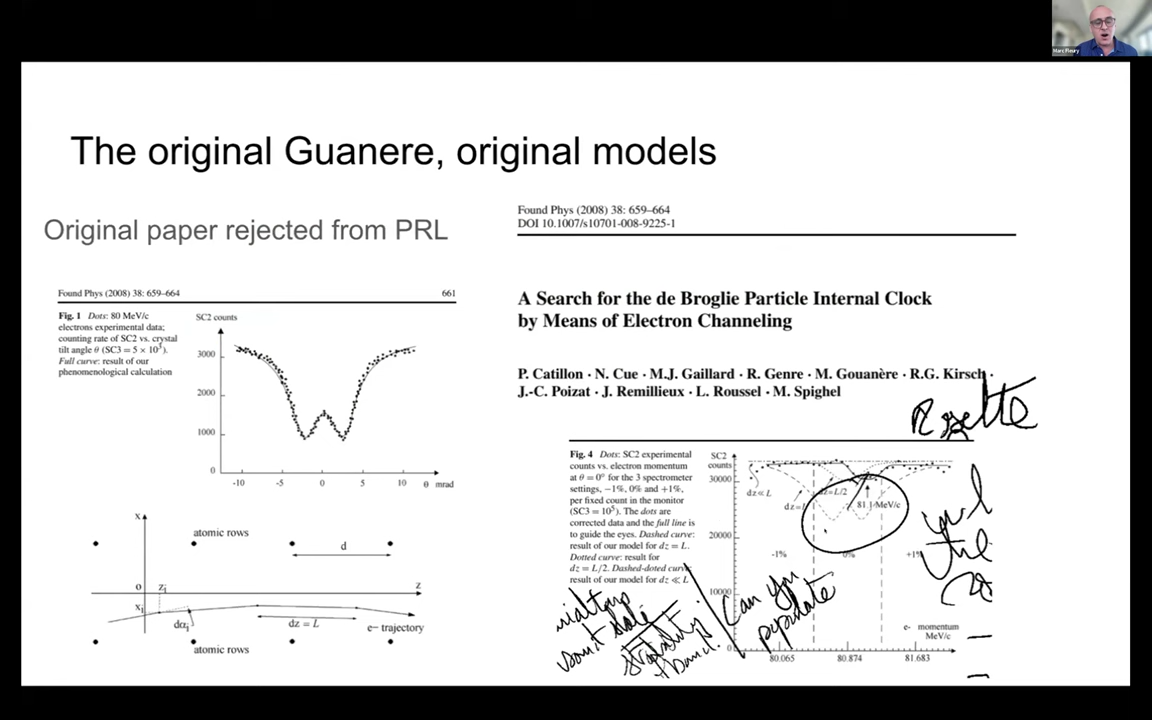 Marc Fleury
The original Guanere, original models
Original paper rejected from PRL
Found Phys (2008) 38: 659–664
DOI 10.1007/s10701-008-9225-1
A Search for the de Broglie Particle Internal Clock
by Means of Electron Channeling
P. Catillon · N. Cue · M.J. Gaillard · R. Genre · M. Gouanère · R.G. Kirsch ·
J.-C. Poizat · J. Remillieux · L. Roussel · M. Spighel
Found Phys (2008) 38: 659–664 661
Fig. 1 Dots: 80 MeV/c
electrons experimental data;
counting rate of SC2 vs. crystal
tilt angle θ (SC3 = 5 × 10⁵).
Full curve: result of our
phenomenological calculation
SC2 counts
3000
2000
1000
0
-10 -5 0 5 10 θ mrad
x
atomic rows
d
o zᵢ z
xᵢ
dαᵢ dz = L e− trajectory
atomic rows
Fig. 4 Dots: SC2 experimental
counts vs. electron momentum
at θ = 0° for the 3 spectrometer
settings, −1%, 0% and +1%,
per fixed count in the monitor
(SC3 = 10⁵). The dots are
corrected data and the full line is
to guide the eyes. Dashed curve:
result of our model for dz = L.
Dotted curve: result for
dz = L/2. Dashed-doted curve
result of our model for dz ≪ L
SC2
counts
30000
20000
10000
0
dz≪L
dz=L/2
81.1 MeV/c
-1% 0% +1%
e- momentum
MeV/c
80.065 80.874 81.683
the
Can you
populate